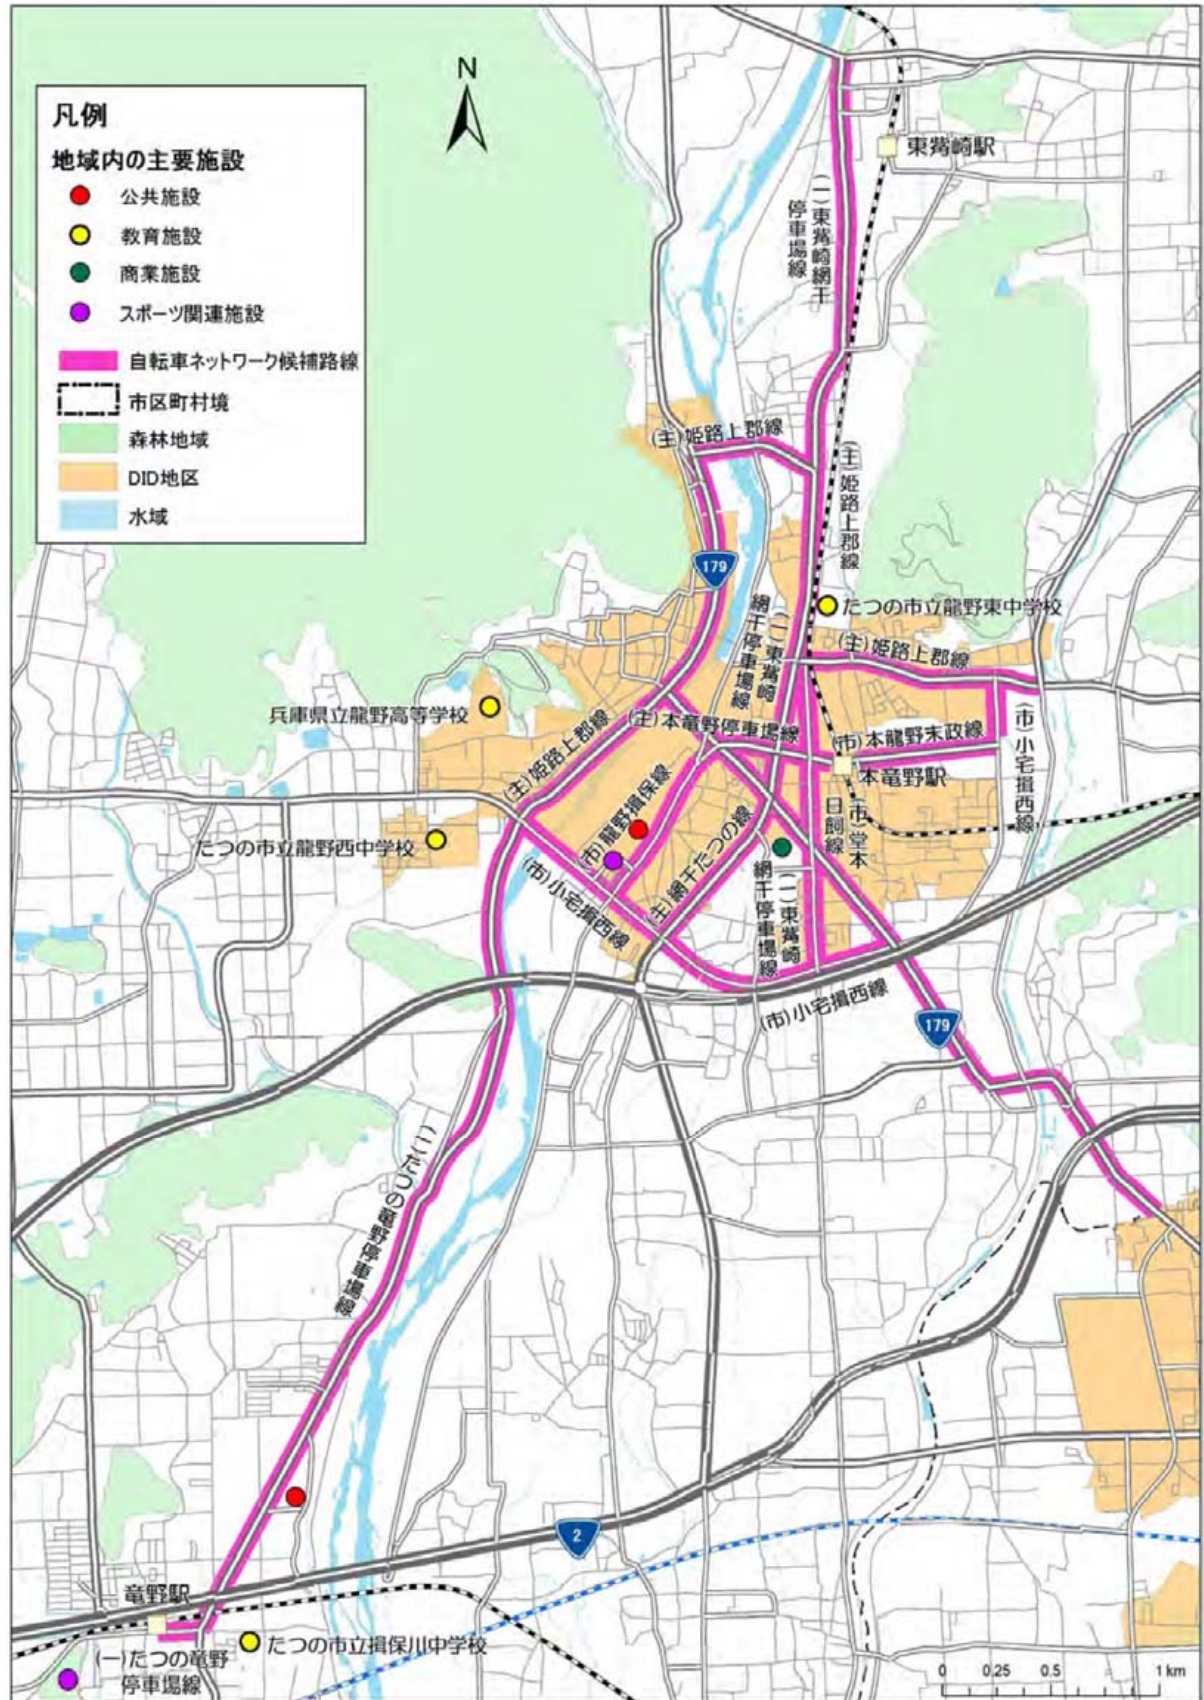 凡例
地域内の主要施設
公共施設
教育施設
商業施設
スポーツ関連施設
自転車ネットワーク候補路線
市区町村境
森林地域
DID地区
水域
N
東觜崎駅
(一)東觜崎網干
停車場線
(主)姫路上郡線
(主)姫路上郡線
179
たつの市立龍野東中学校
(主)姫路上郡線
(一)東觜崎
網干停車場線
兵庫県立龍野高等学校
(主)姫路上郡線
(主)本竜野停車場線
(市)本龍野末政線
(市)小宅揖西線
本竜野駅
(市)龍野揖保線
たつの市立龍野西中学校
(市)小宅揖西線
(主)網干たつの線
(市)堂本
日飼線
(一)東觜崎
網干停車場線
(市)小宅揖西線
179
(一)たつの竜野停車場線
2
竜野駅
たつの市立揖保川中学校
(一)たつの竜野
停車場線
0 0.25 0.5 1 km